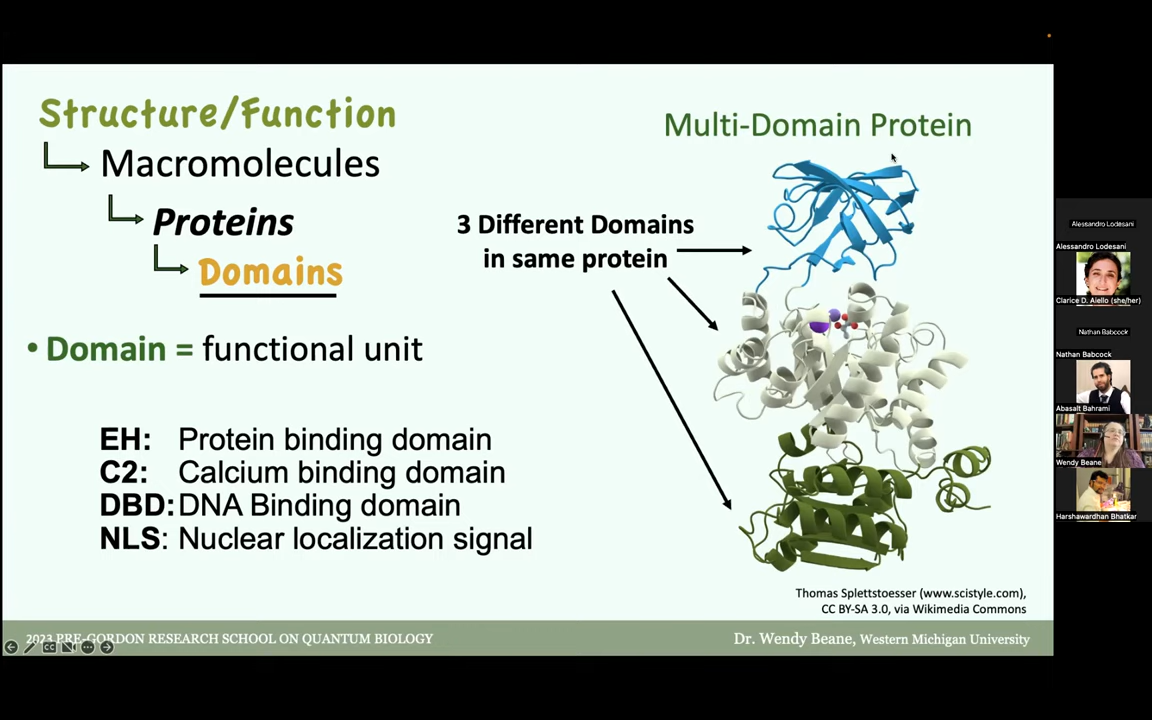 Structure/Function
Macromolecules
Proteins
Domains
• Domain = functional unit
EH: Protein binding domain
C2: Calcium binding domain
DBD: DNA Binding domain
NLS: Nuclear localization signal
Multi-Domain Protein
3 Different Domains
in same protein
Thomas Splettstoesser (www.scistyle.com),
CC BY-SA 3.0, via Wikimedia Commons
2023 PRE-GORDON RESEARCH SCHOOL ON QUANTUM BIOLOGY
Dr. Wendy Beane, Western Michigan University
Alessandro Lodesani
Alessandro Lodesani
Clarice D. Aiello (she/her)
Nathan Babcock
Nathan Babcock
Abasalt Bahrami
Wendy Beane
Harshawardhan Bhatkar